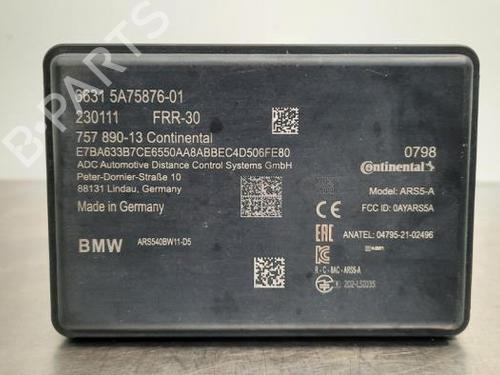 6631 5A75876-01
230111 FRR-30
757 890-13 Continental
E7BA633B7CE6550AA8ABBEC4D506FE80
ADC Automotive Distance Control Systems GmbH
Peter-Dornier-Straße 10
88131 Lindau, Germany
Made in Germany
BMW ARS540BW11-D5
0798
Continental
Model: ARS5-A
FCC ID: OAYARS5A
ANATEL: 04795-21-02496
R - C - 8AC - ARS5-A
B-PARTS